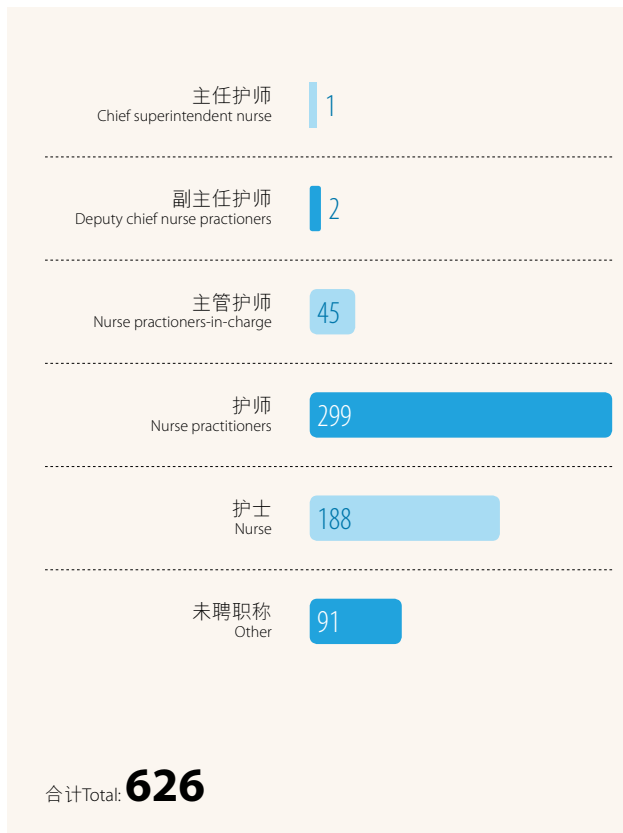 主任护师
Chief superintendent nurse
1
副主任护师
Deputy chief nurse practioners
2
主管护师
Nurse practioners-in-charge
45
护师
Nurse practitioners
299
护士
Nurse
188
未聘职称
Other
91
合计Total: 626